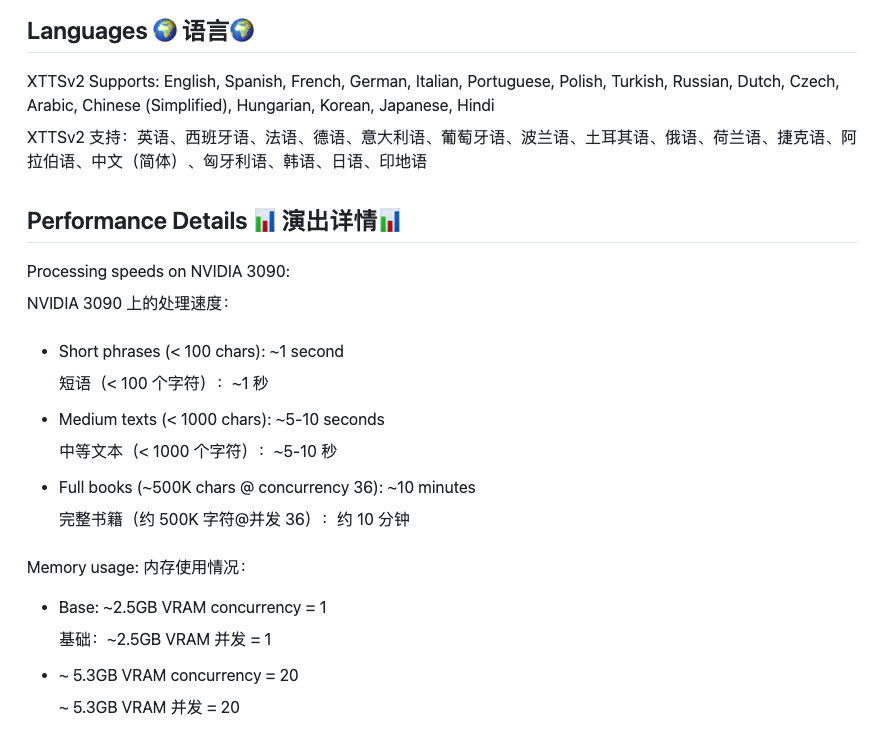 Languages 🌍 语言🌍
XTTSv2 Supports: English, Spanish, French, German, Italian, Portuguese, Polish, Turkish, Russian, Dutch, Czech,
Arabic, Chinese (Simplified), Hungarian, Korean, Japanese, Hindi
XTTSv2 支持：英语、西班牙语、法语、德语、意大利语、葡萄牙语、波兰语、土耳其语、俄语、荷兰语、捷克语、阿
拉伯语、中文（简体）、匈牙利语、韩语、日语、印地语
Performance Details 📊 演出详情📊
Processing speeds on NVIDIA 3090:
NVIDIA 3090 上的处理速度：
• Short phrases (< 100 chars): ~1 second
短语（< 100 个字符）：~1 秒
• Medium texts (< 1000 chars): ~5-10 seconds
中等文本（< 1000 个字符）：~5-10 秒
• Full books (~500K chars @ concurrency 36): ~10 minutes
完整书籍（约 500K 字符@并发 36）：约 10 分钟
Memory usage: 内存使用情况：
• Base: ~2.5GB VRAM concurrency = 1
基础：~2.5GB VRAM 并发 = 1
• ~ 5.3GB VRAM concurrency = 20
~ 5.3GB VRAM 并发 = 20